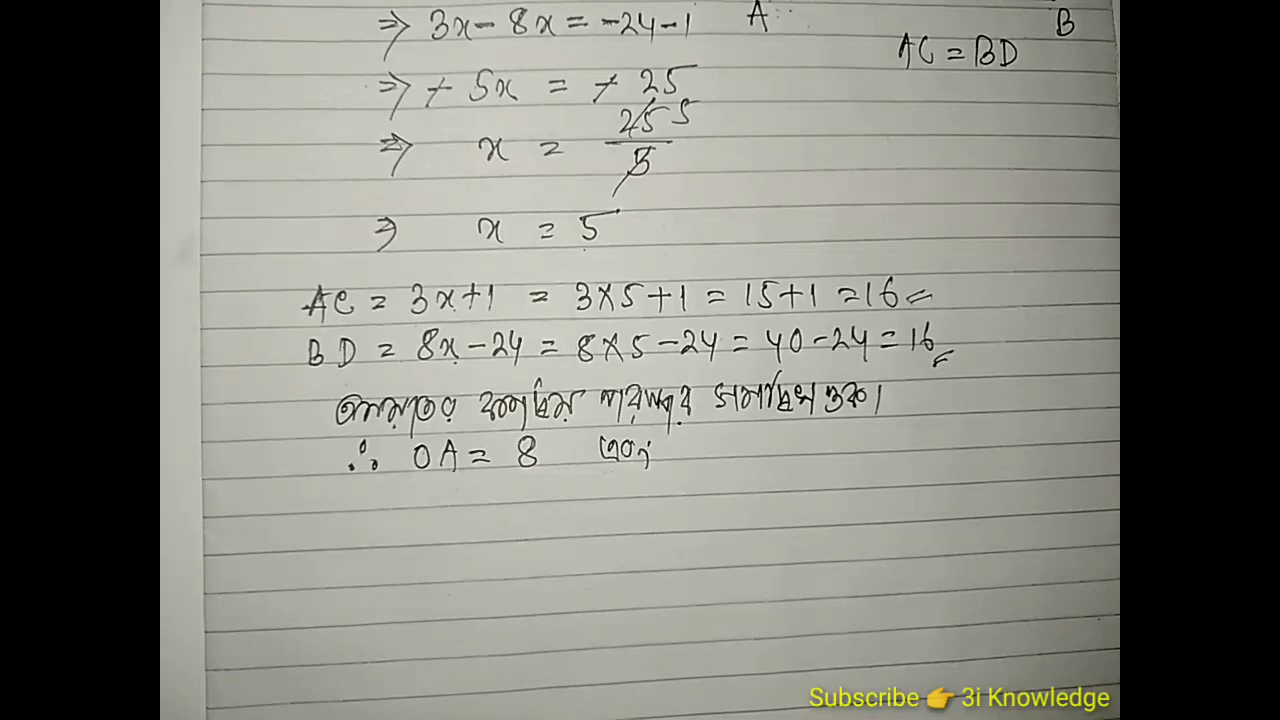 ⇒ 3x - 8x = -24 - 1
A
B
AC = BD
⇒ + 5x = + 25
⇒ x = 25 5 / 5
⇒ x = 5
AC = 3x+1 = 3×5+1 = 15+1 = 16
BD = 8x - 24 = 8×5 - 24 = 40 - 24 = 16
আয়তের কর্ণদ্বয় পরস্পর সমদ্বিখণ্ডক।
∴ OA = 8 এবং
Subscribe 👉 3i Knowledge